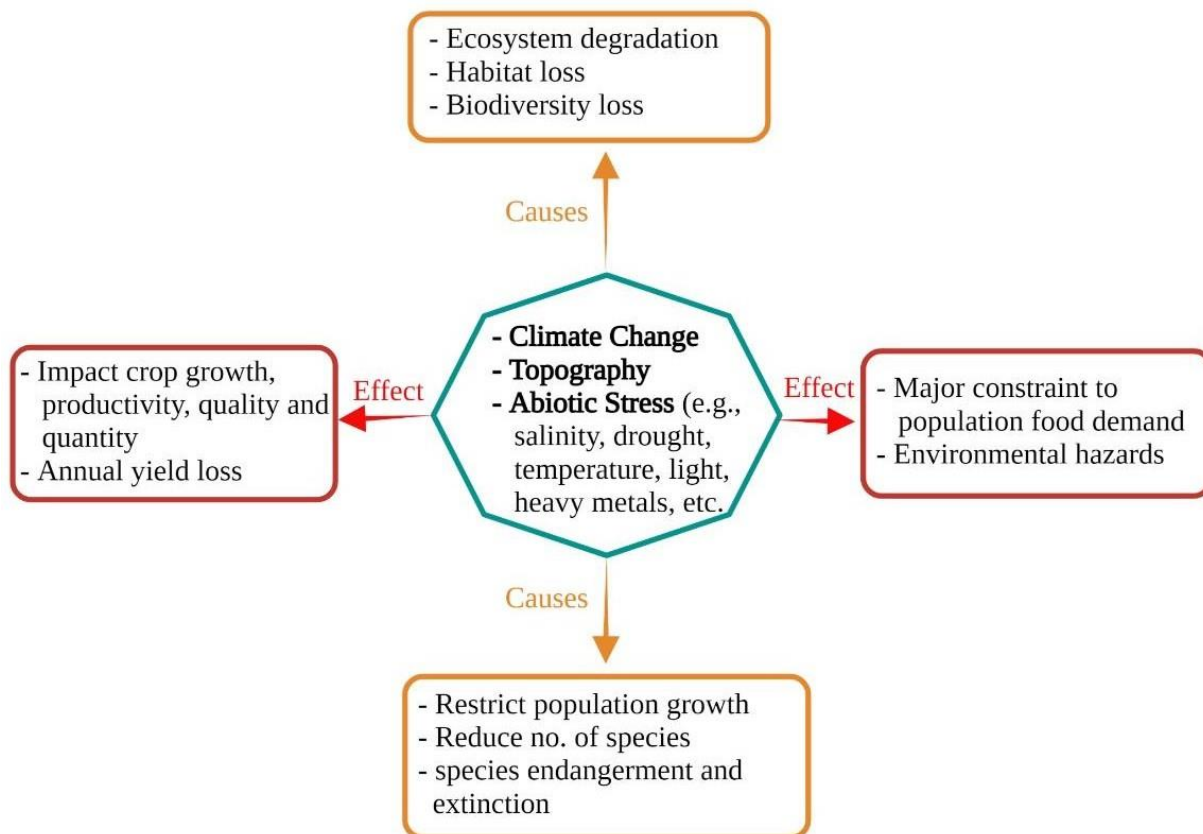 - Ecosystem degradation
- Habitat loss
- Biodiversity loss
Causes
- Impact crop growth,
productivity, quality and
quantity
- Annual yield loss
Effect
- Climate Change
- Topography
- Abiotic Stress (e.g.,
salinity, drought,
temperature, light,
heavy metals, etc.
Effect
- Major constraint to
population food demand
- Environmental hazards
Causes
- Restrict population growth
- Reduce no. of species
- species endangerment and
extinction